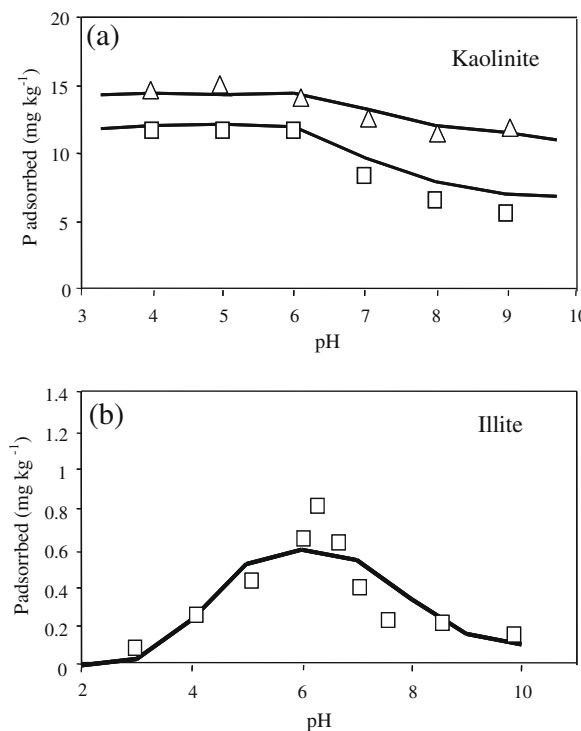 (a)
Kaolinite
P adsorrbed (mg kg⁻¹)
20
15
10
5
0
3 4 5 6 7 8 9 10
pH
(b)
Illite
Padsorrbed (mg kg⁻¹)
1.4
1.2
1
0.8
0.6
0.4
0.2
0
2 4 6 8 10
pH